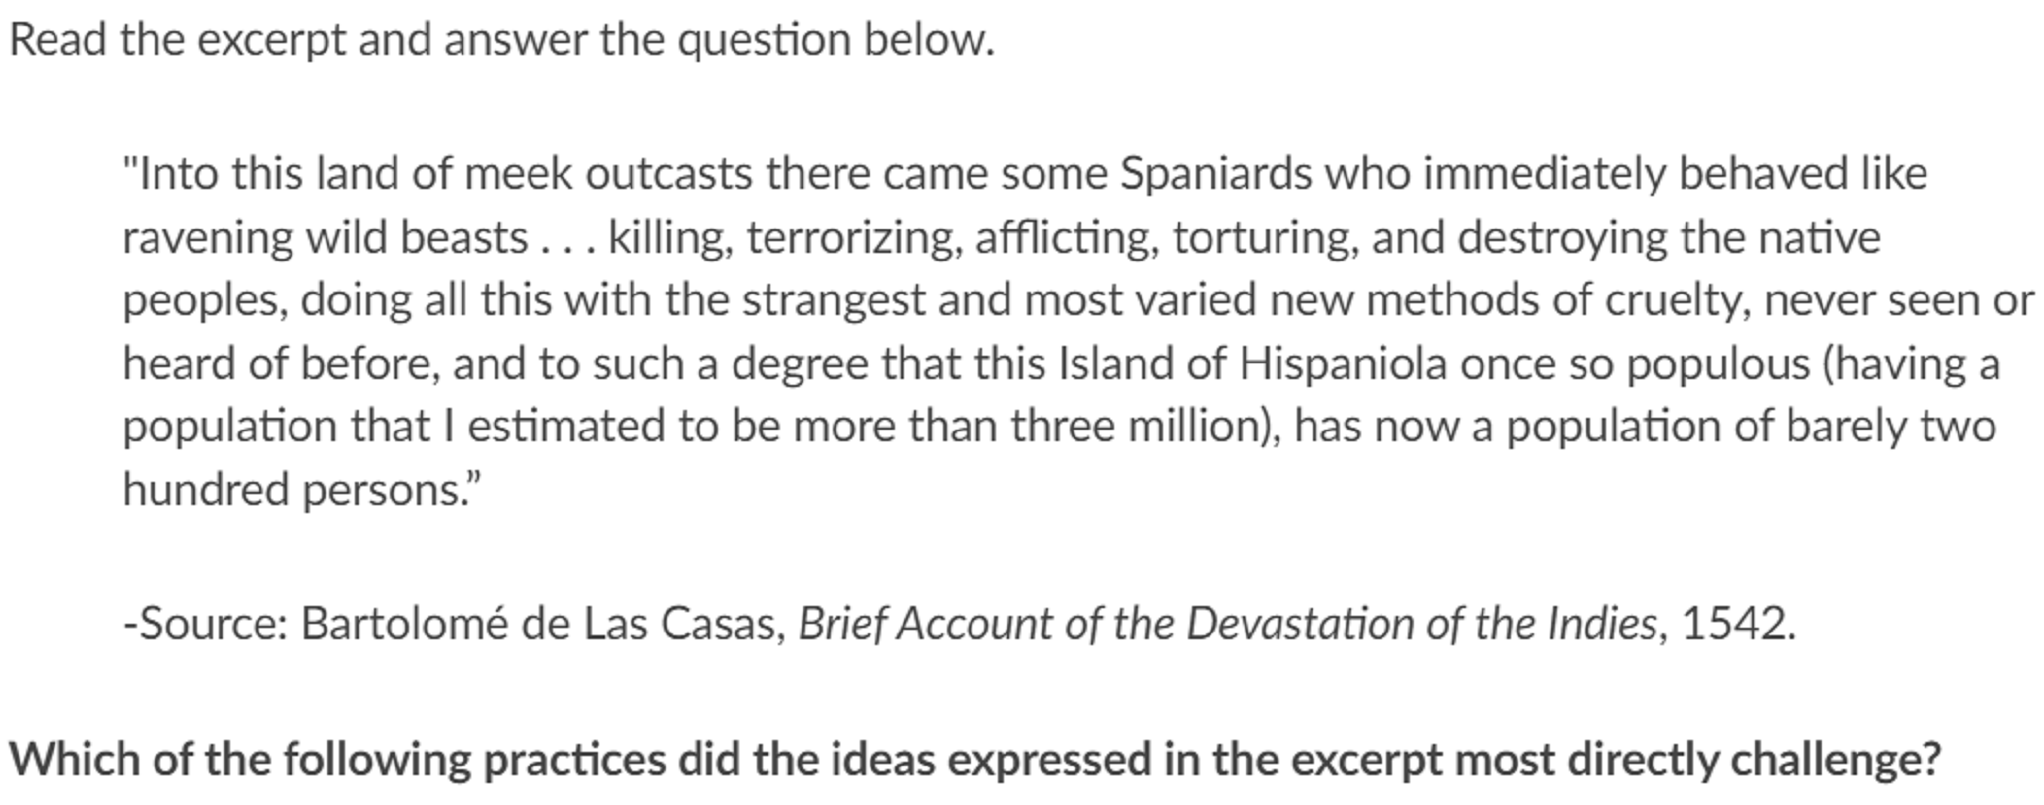 Read the excerpt and answer the question below.
"Into this land of meek outcasts there came some Spaniards who immediately behaved like
ravening wild beasts . . . killing, terrorizing, afflicting, torturing, and destroying the native
peoples, doing all this with the strangest and most varied new methods of cruelty, never seen or
heard of before, and to such a degree that this Island of Hispaniola once so populous (having a
population that I estimated to be more than three million), has now a population of barely two
hundred persons.”
-Source: Bartolomé de Las Casas, Brief Account of the Devastation of the Indies, 1542.
Which of the following practices did the ideas expressed in the excerpt most directly challenge?